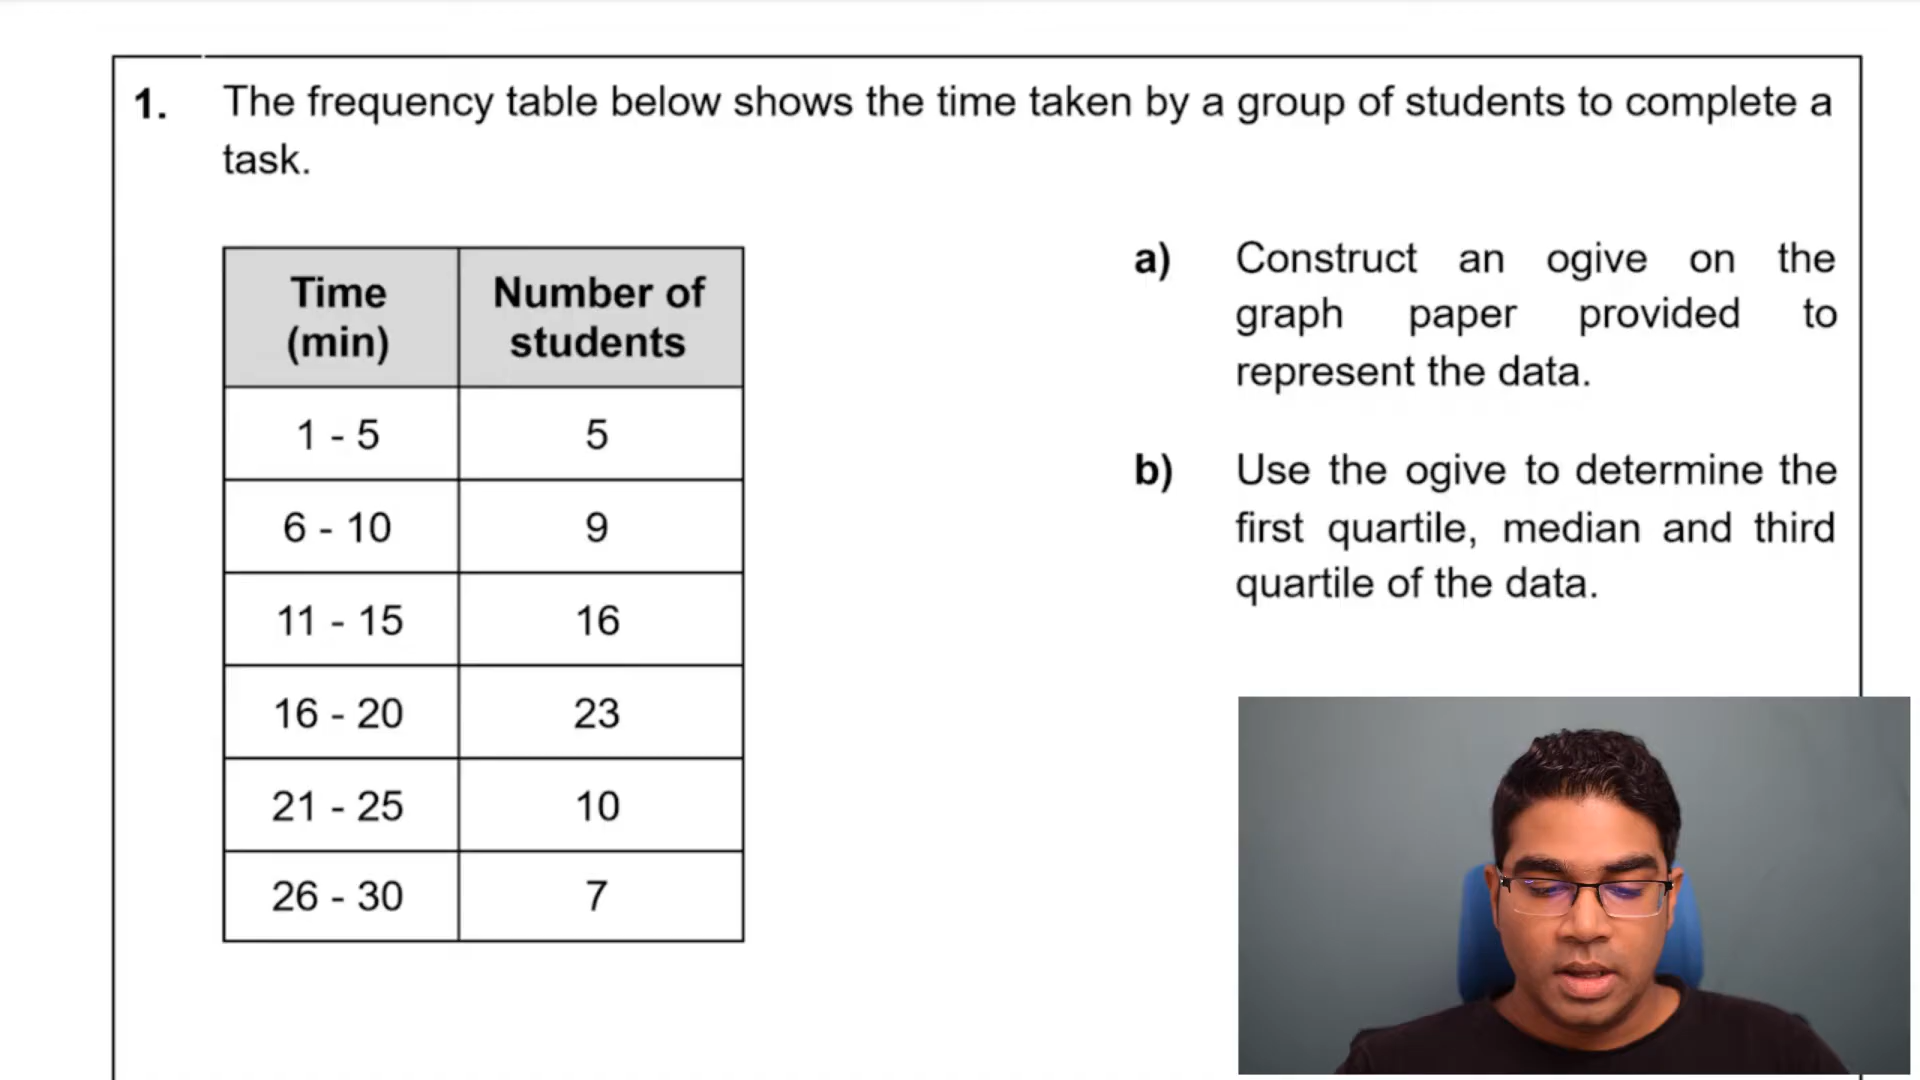 1. The frequency table below shows the time taken by a group of students to complete a
task.
Time Number of
(min) students
1 - 5 5
6 - 10 9
11 - 15 16
16 - 20 23
21 - 25 10
26 - 30 7
a) Construct an ogive on the
graph paper provided to
represent the data.
b) Use the ogive to determine the
first quartile, median and third
quartile of the data.